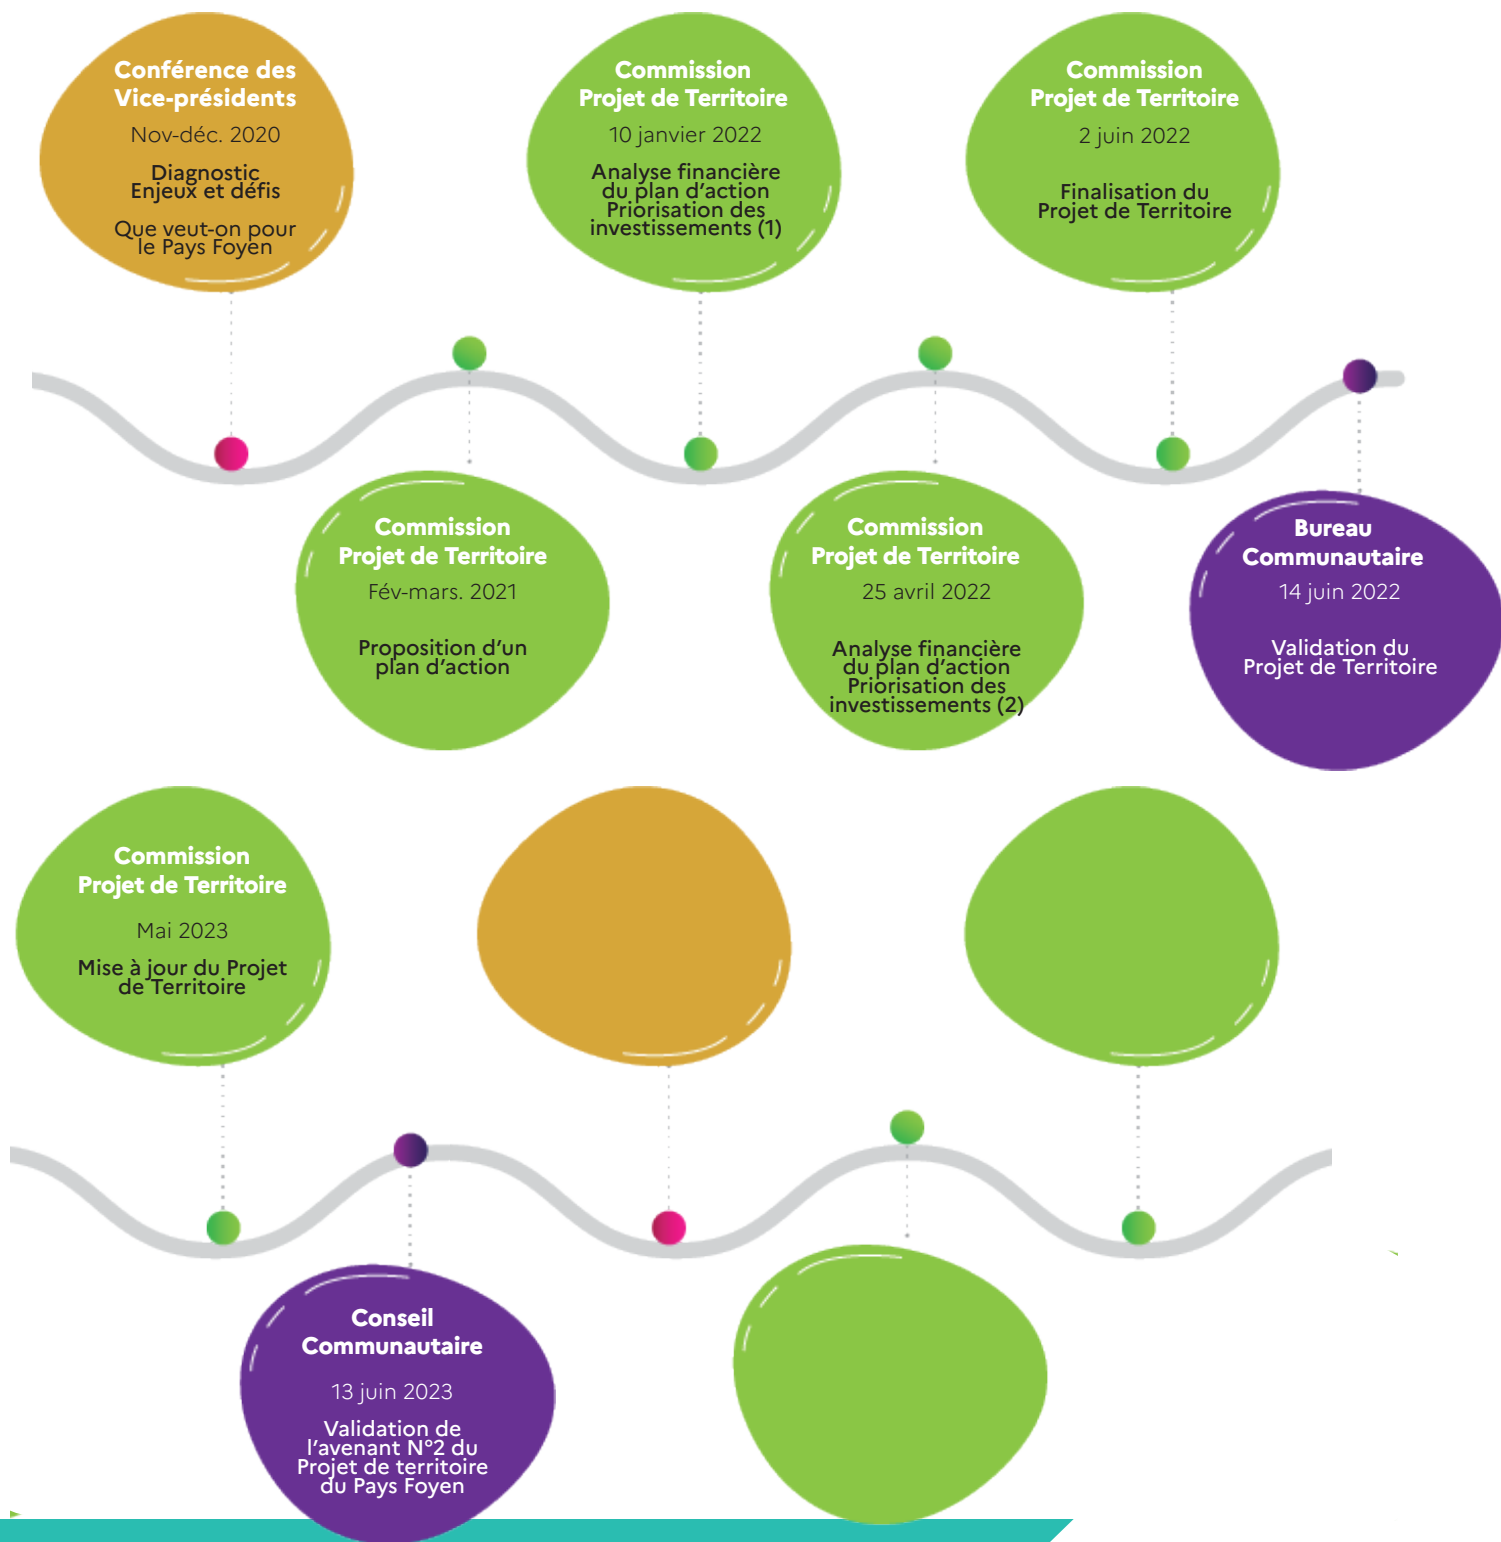 Conférence des
Vice-présidents
Nov-déc. 2020
Diagnostic
Enjeux et défis
Que veut-on pour
le Pays Foyen
Commission
Projet de Territoire
Fév-mars. 2021
Proposition d'un
plan d'action
Commission
Projet de Territoire
10 janvier 2022
Analyse financière
du plan d'action
Priorisation des
investissements (1)
Commission
Projet de Territoire
25 avril 2022
Analyse financière
du plan d'action
Priorisation des
investissements (2)
Commission
Projet de Territoire
2 juin 2022
Finalisation du
Projet de Territoire
Bureau
Communautaire
14 juin 2022
Validation du
Projet de Territoire
Commission
Projet de Territoire
Mai 2023
Mise à jour du Projet
de Territoire
Conseil
Communautaire
13 juin 2023
Validation de
l'avenant N°2 du
Projet de territoire
du Pays Foyen